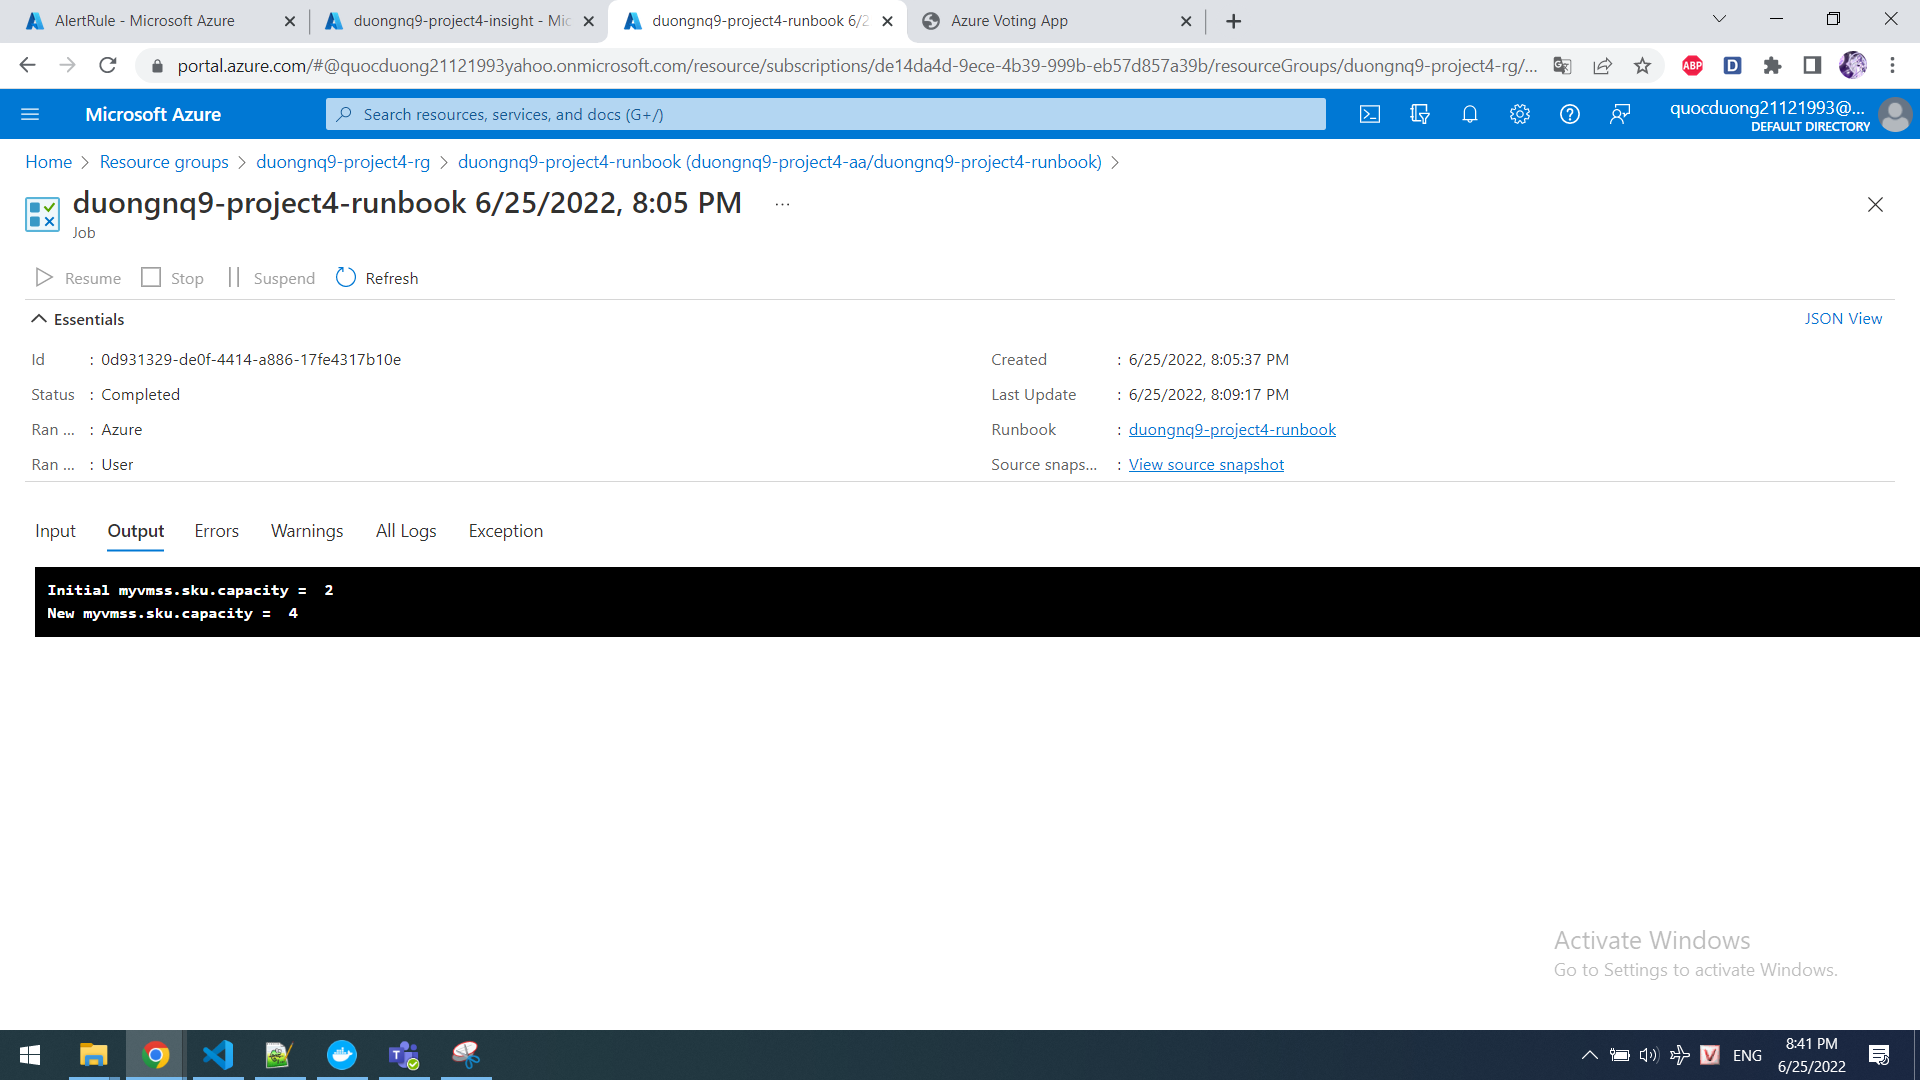 AlertRule - Microsoft Azure
duongnq9-project4-insight - Mic
duongnq9-project4-runbook 6/2
Azure Voting App
portal.azure.com/#@quocduong21121993yahoo.onmicrosoft.com/resource/subscriptions/de14da4d-9ece-4b39-999b-eb57d857a39b/resourceGroups/duongnq9-project4-rg/...
ABP
D
Microsoft Azure
Search resources, services, and docs (G+/)
quocduong21121993@...
DEFAULT DIRECTORY
Home > Resource groups > duongnq9-project4-rg > duongnq9-project4-runbook (duongnq9-project4-aa/duongnq9-project4-runbook) >
duongnq9-project4-runbook 6/25/2022, 8:05 PM ...
Job
Resume
Stop
Suspend
Refresh
Essentials
JSON View
Id : 0d931329-de0f-4414-a886-17fe4317b10e
Created : 6/25/2022, 8:05:37 PM
Status : Completed
Last Update : 6/25/2022, 8:09:17 PM
Ran ... : Azure
Runbook : duongnq9-project4-runbook
Ran ... : User
Source snaps... : View source snapshot
Input
Output
Errors
Warnings
All Logs
Exception
Initial myvmss.sku.capacity =  2
New myvmss.sku.capacity =  4
Activate Windows
Go to Settings to activate Windows.
V
ENG
8:41 PM
6/25/2022